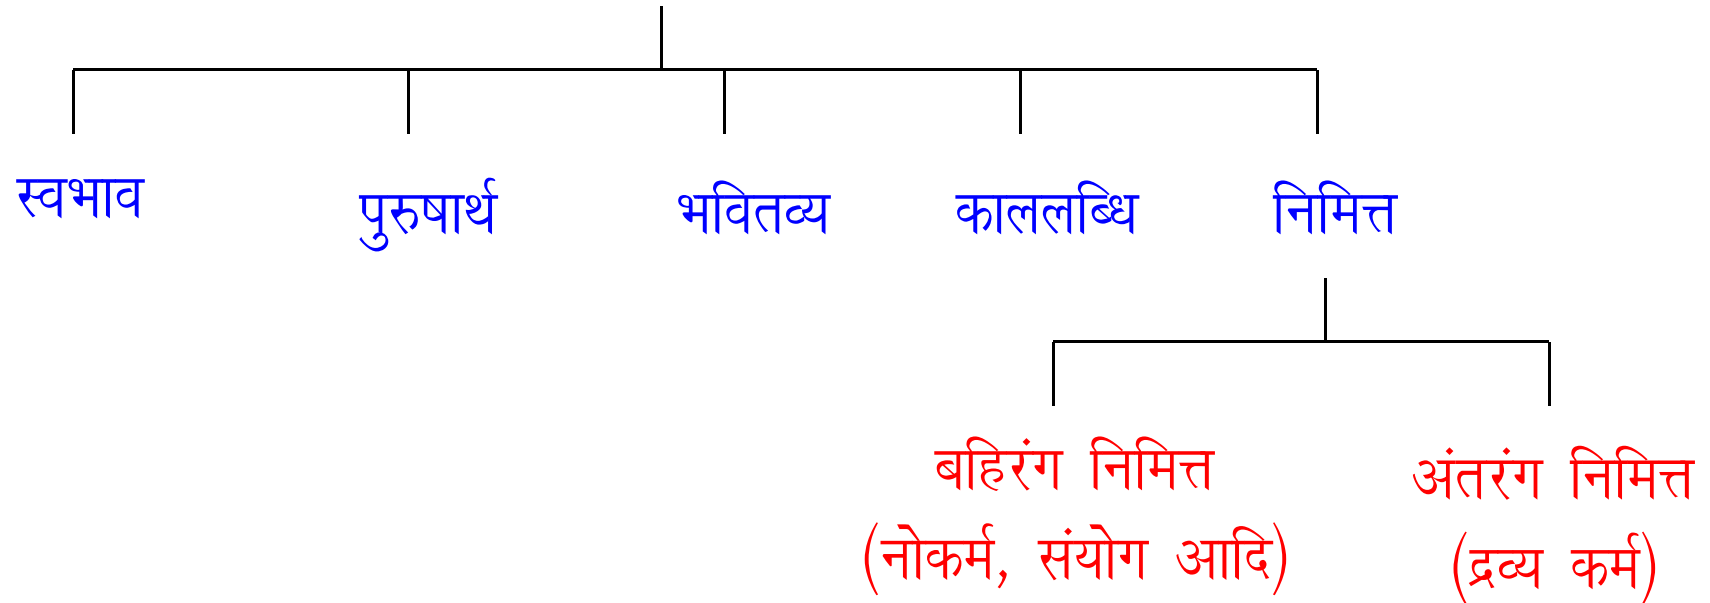 स्वभाव पुरुषार्थ भवितव्य काललब्धि निमित्त
बहिरंग निमित्त
(नोकर्म, संयोग आदि)
अंतरंग निमित्त
(द्रव्य कर्म)